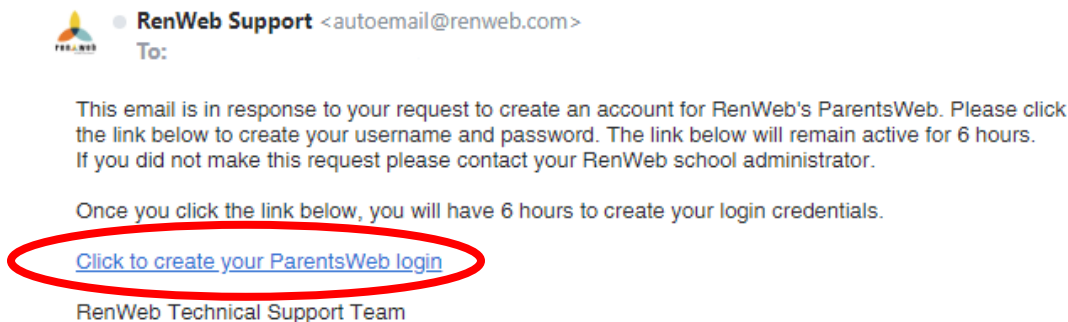 RenWeb Support <autoemail@renweb.com>
To:
This email is in response to your request to create an account for RenWeb's ParentsWeb. Please click
the link below to create your username and password. The link below will remain active for 6 hours.
If you did not make this request please contact your RenWeb school administrator.
Once you click the link below, you will have 6 hours to create your login credentials.
Click to create your ParentsWeb login
RenWeb Technical Support Team